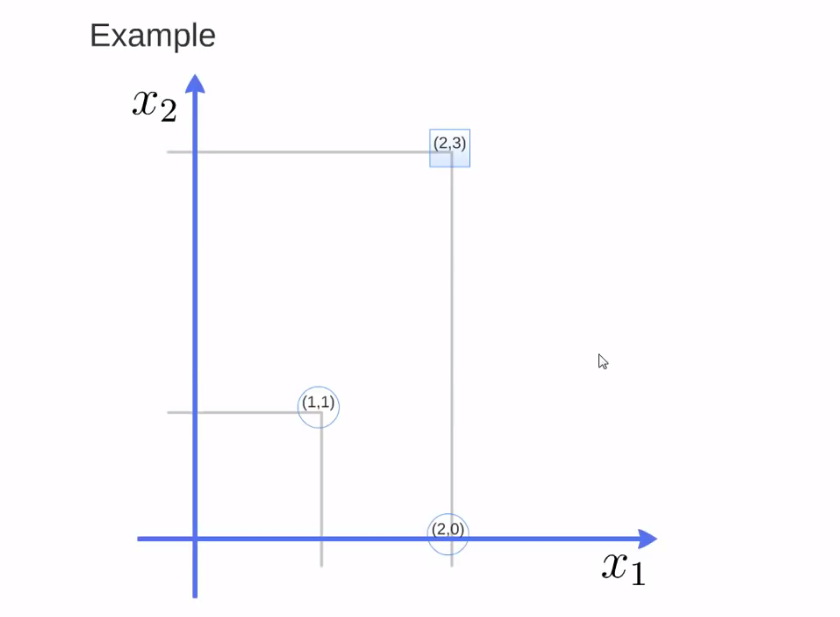 Example
x₂
(2,3)
(1,1)
(2,0)
x₁